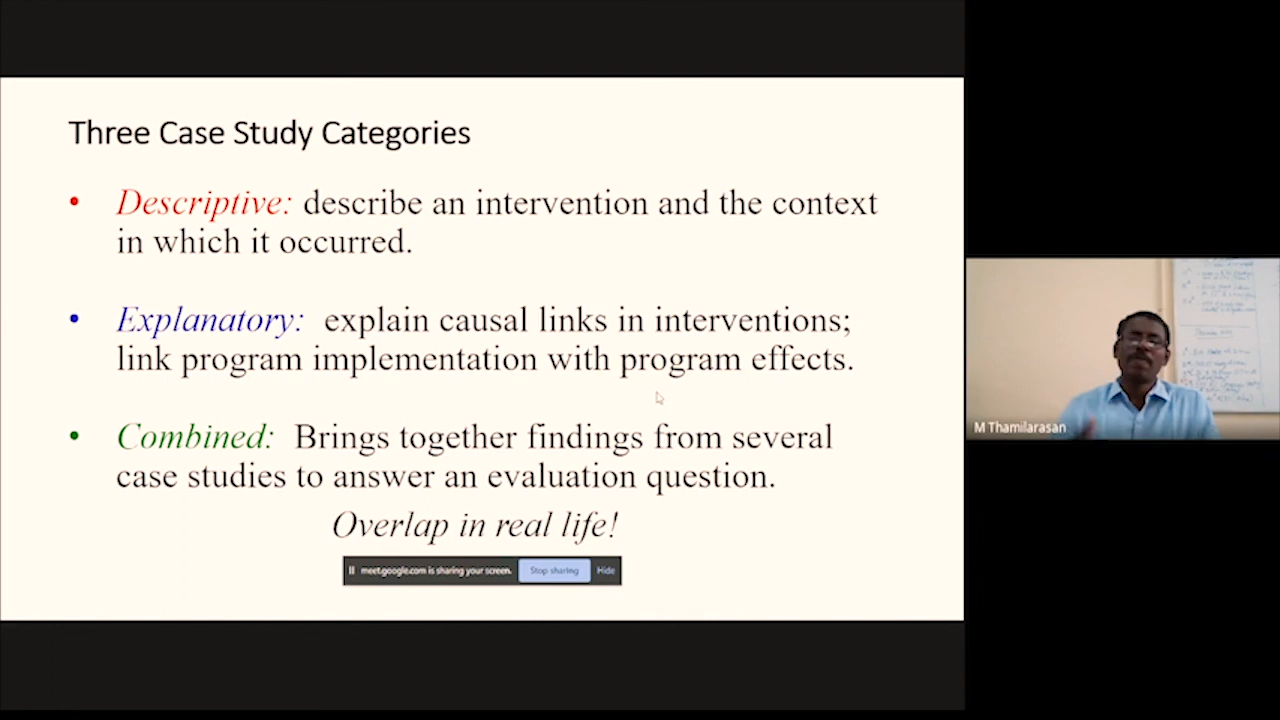 Three Case Study Categories
• Descriptive: describe an intervention and the context
in which it occurred.
• Explanatory: explain causal links in interventions;
link program implementation with program effects.
• Combined: Brings together findings from several
case studies to answer an evaluation question.
Overlap in real life!
meet.google.com is sharing your screen. Stop sharing Hide
M Thamilarasan